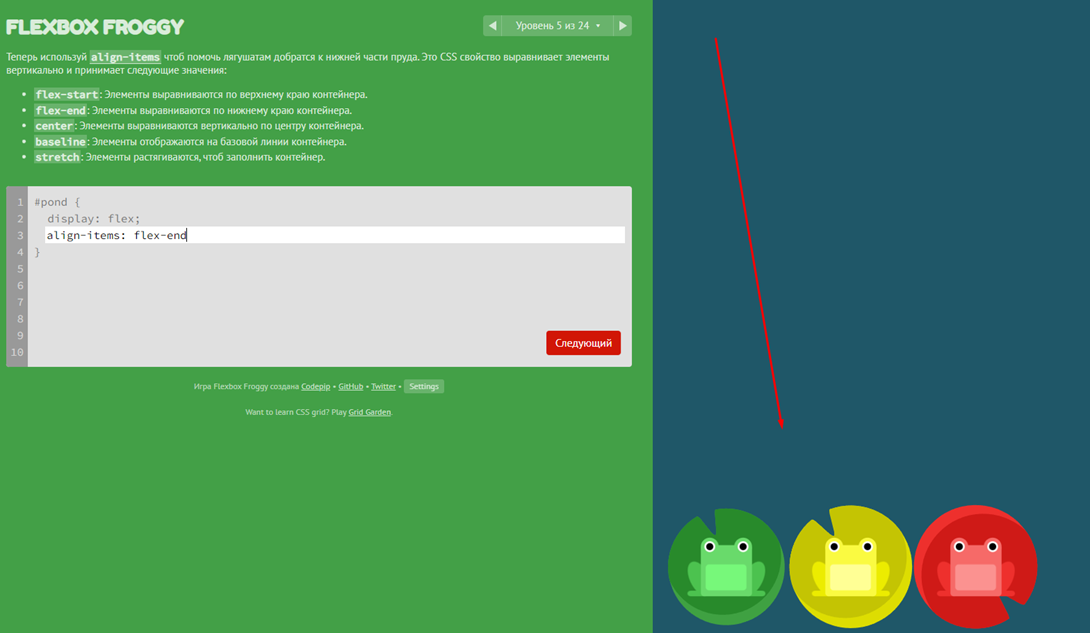 FLEXBOX FROGGY
Уровень 5 из 24
Теперь используй align-items чтоб помочь лягушатам добратся к нижней части пруда. Это CSS свойство выравнивает элементы
вертикально и принимает следующие значения:
flex-start: Элементы выравниваются по верхнему краю контейнера.
flex-end: Элементы выравниваются по нижнему краю контейнера.
center: Элементы выравниваются вертикально по центру контейнера.
baseline: Элементы отображаются на базовой линии контейнера.
stretch: Элементы растягиваются, чтоб заполнить контейнер.
1 #pond {
2 display: flex;
3 align-items: flex-end
4 }
5
6
7
8
9
10
Следующий
Игра Flexbox Froggy создана Codepip • GitHub • Twitter • Settings
Want to learn CSS grid? Play Grid Garden.